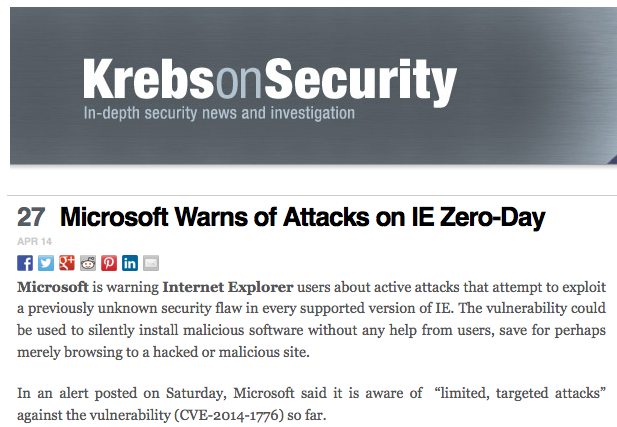 KrebsonSecurity
In-depth security news and investigation
27 Microsoft Warns of Attacks on IE Zero-Day
APR 14
Microsoft is warning Internet Explorer users about active attacks that attempt to exploit
a previously unknown security flaw in every supported version of IE. The vulnerability could
be used to silently install malicious software without any help from users, save for perhaps
merely browsing to a hacked or malicious site.
In an alert posted on Saturday, Microsoft said it is aware of “limited, targeted attacks”
against the vulnerability (CVE-2014-1776) so far.